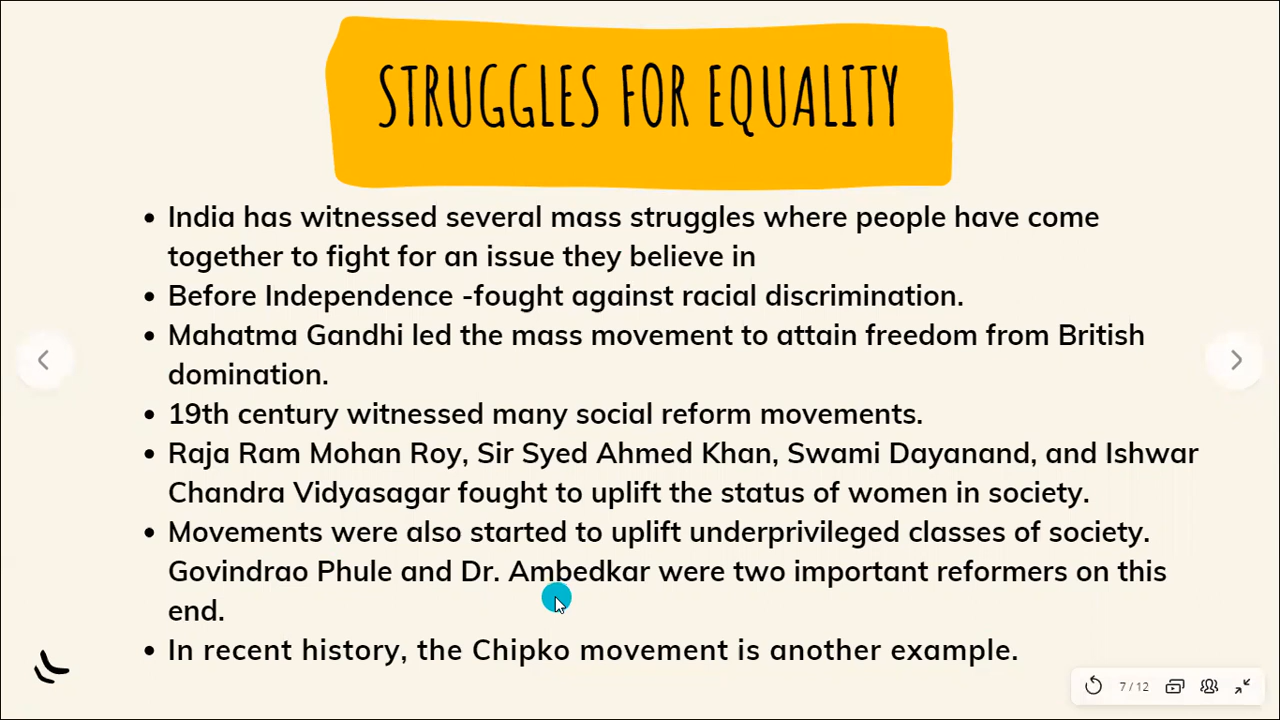 STRUGGLES FOR EQUALITY
• India has witnessed several mass struggles where people have come
together to fight for an issue they believe in
• Before Independence -fought against racial discrimination.
• Mahatma Gandhi led the mass movement to attain freedom from British
domination.
• 19th century witnessed many social reform movements.
• Raja Ram Mohan Roy, Sir Syed Ahmed Khan, Swami Dayanand, and Ishwar
Chandra Vidyasagar fought to uplift the status of women in society.
• Movements were also started to uplift underprivileged classes of society.
Govindrao Phule and Dr. Ambedkar were two important reformers on this
end.
• In recent history, the Chipko movement is another example.
7 / 12